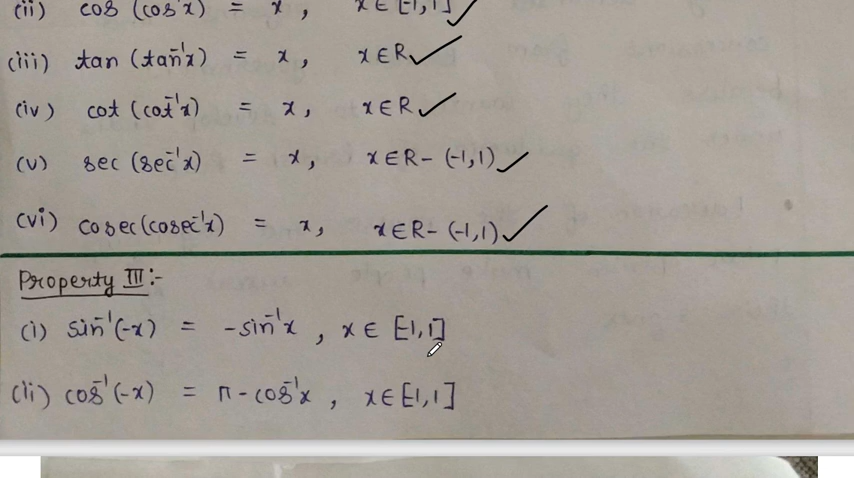 (ii) cos (cos⁻¹x) = x, x ∈ [-1,1]
(iii) tan (tan⁻¹x) = x, x ∈ R
(iv) cot (cot⁻¹x) = x, x ∈ R
(v) sec (sec⁻¹x) = x, x ∈ R - (-1,1)
(vi) cosec(cosec⁻¹x) = x, x ∈ R - (-1,1)
Property III :-
(i) sin⁻¹(-x) = -sin⁻¹x , x ∈ [-1,1]
(ii) cos⁻¹(-x) = π - cos⁻¹x , x ∈ [-1,1]